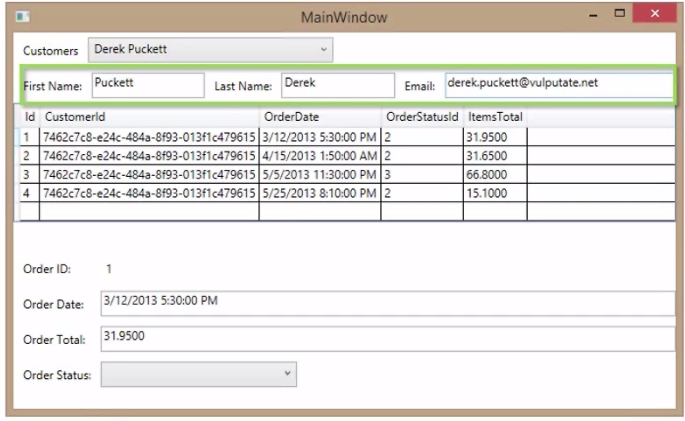 MainWindow
Customers Derek Puckett
First Name: Puckett Last Name: Derek Email: derek.puckett@vulputate.net
Id CustomerId OrderDate OrderStatusId ItemsTotal
1 7462c7c8-e24c-484a-8f93-013f1c479615 3/12/2013 5:30:00 PM 2 31.9500
2 7462c7c8-e24c-484a-8f93-013f1c479615 4/15/2013 1:50:00 AM 2 31.6500
3 7462c7c8-e24c-484a-8f93-013f1c479615 5/5/2013 11:30:00 PM 3 66.8000
4 7462c7c8-e24c-484a-8f93-013f1c479615 5/25/2013 8:10:00 PM 2 15.1000
Order ID: 1
Order Date: 3/12/2013 5:30:00 PM
Order Total: 31.9500
Order Status: